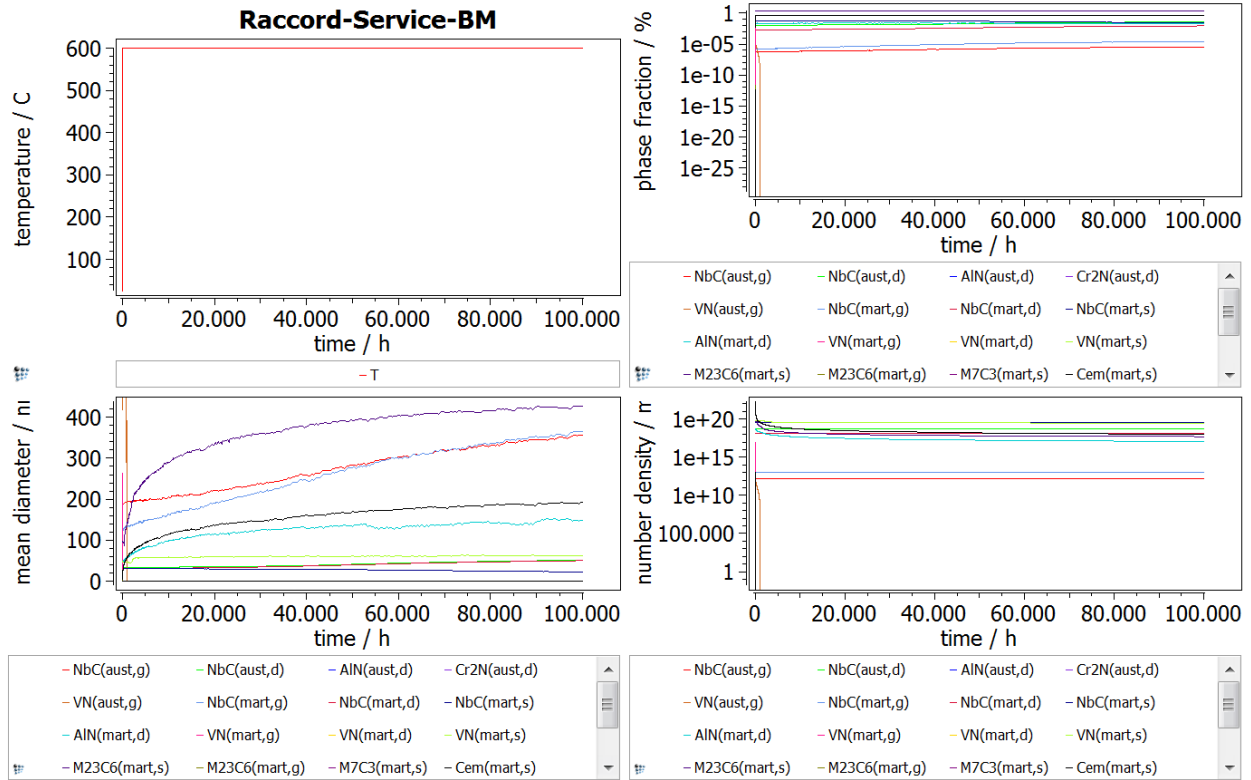 Raccord-Service-BM
temperature / C
600
500
400
300
200
100
0 20.000 40.000 60.000 80.000 100.000
time / h
T
phase fraction / %
1
1e-05
1e-10
1e-15
1e-20
1e-25
0 20.000 40.000 60.000 80.000 100.000
time / h
NbC(aust,g) NbC(aust,d) AlN(aust,d) Cr2N(aust,d)
VN(aust,g) NbC(mart,g) NbC(mart,d) NbC(mart,s)
AlN(mart,d) VN(mart,g) VN(mart,d) VN(mart,s)
M23C6(mart,s) M23C6(mart,g) M7C3(mart,s) Cem(mart,s)
mean diameter /
400
300
200
100
0
0 20.000 40.000 60.000 80.000 100.000
time / h
NbC(aust,g) NbC(aust,d) AlN(aust,d) Cr2N(aust,d)
VN(aust,g) NbC(mart,g) NbC(mart,d) NbC(mart,s)
AlN(mart,d) VN(mart,g) VN(mart,d) VN(mart,s)
M23C6(mart,s) M23C6(mart,g) M7C3(mart,s) Cem(mart,s)
number density /
1e+20
1e+15
1e+10
100.000
1
0 20.000 40.000 60.000 80.000 100.000
time / h
NbC(aust,g) NbC(aust,d) AlN(aust,d) Cr2N(aust,d)
VN(aust,g) NbC(mart,g) NbC(mart,d) NbC(mart,s)
AlN(mart,d) VN(mart,g) VN(mart,d) VN(mart,s)
M23C6(mart,s) M23C6(mart,g) M7C3(mart,s) Cem(mart,s)